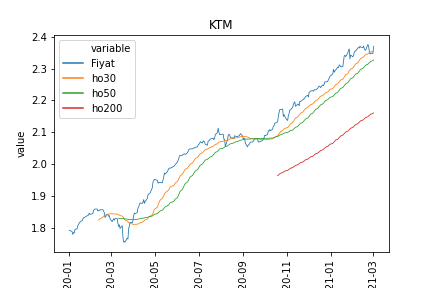 KTM
2.4
2.3
2.2
2.1
2.0
1.9
1.8
value
variable
Fiyat
ho30
ho50
ho200
20-01
20-03
20-05
20-07
20-09
20-11
21-01
21-03